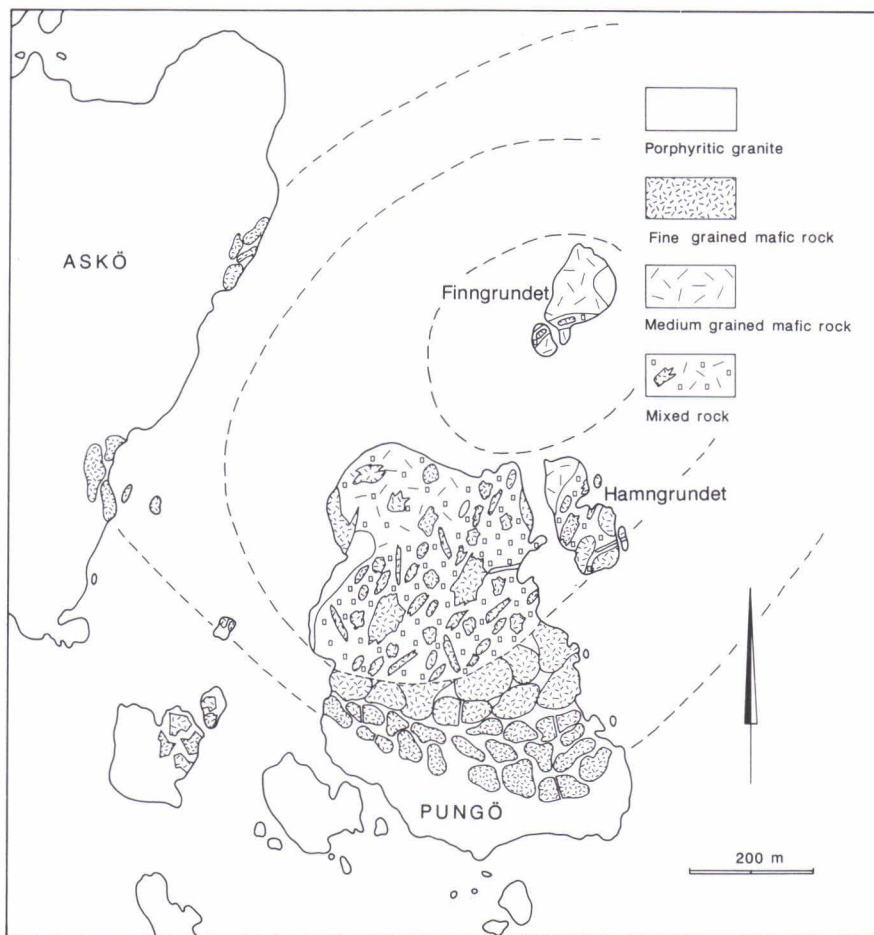 Porphyritic granite
Fine grained mafic rock
Medium grained mafic rock
Mixed rock
ASKÖ
Finngrundet
Hamngrundet
PUNGÖ
200 m